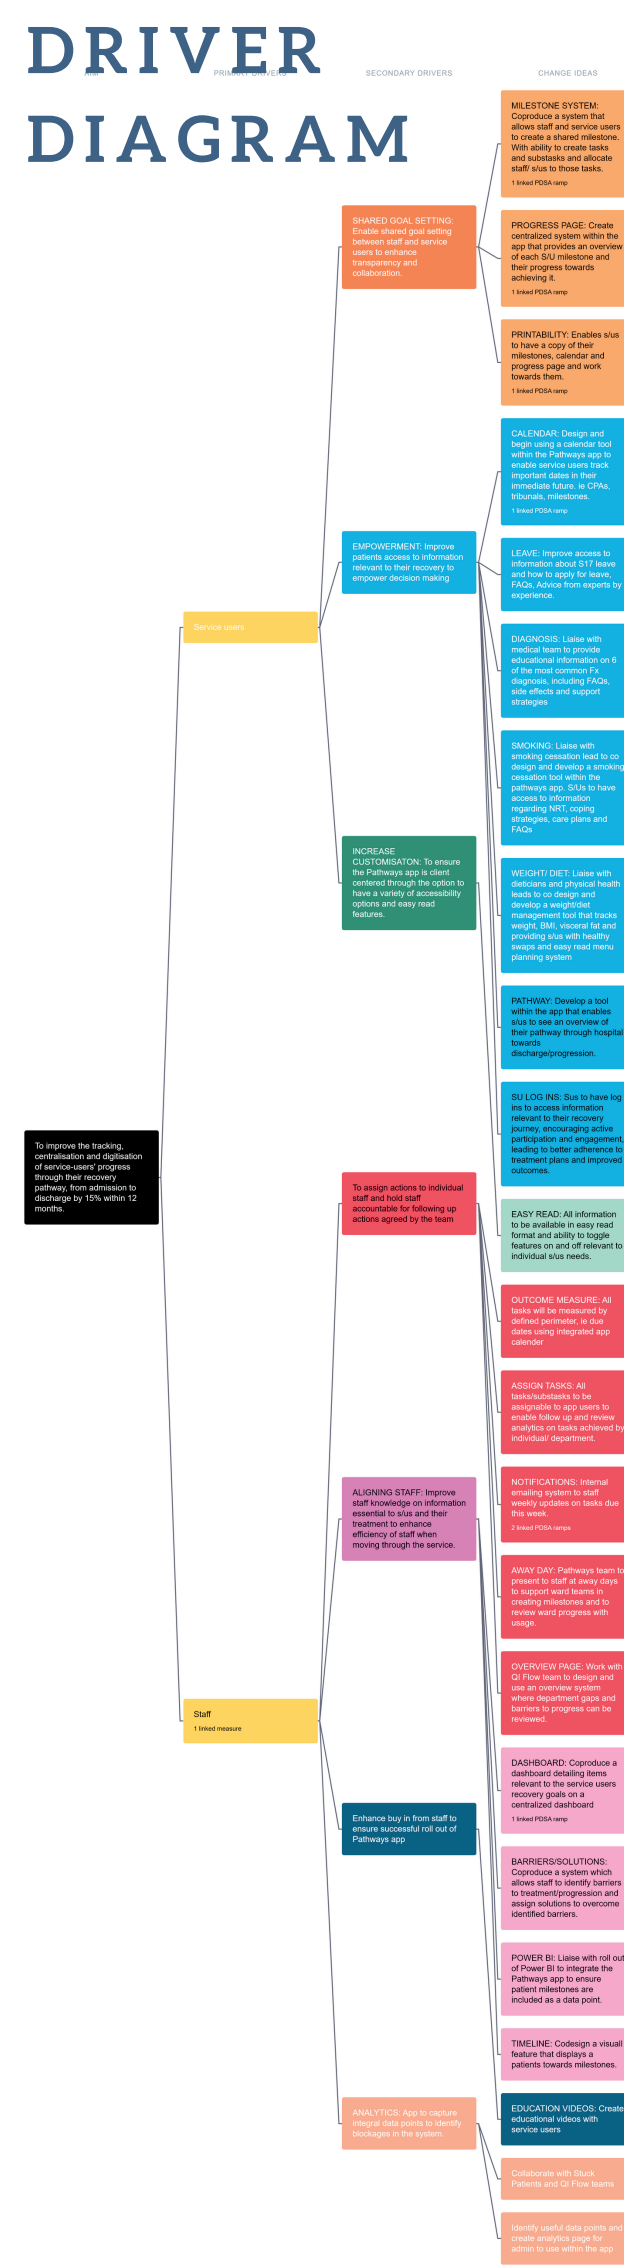 DRIVER
DIAGRAM
AIM
PRIMARY DRIVERS
SECONDARY DRIVERS
CHANGE IDEAS
To improve the tracking,
centralisation and digitisation
of service-users' progress
through their recovery
pathway, from admission to
discharge by 15% within 12
months.
Service users
Staff
1 linked measure
SHARED GOAL SETTING:
Enable shared goal setting
between staff and service
users to enhance
transparency and
collaboration.
EMPOWERMENT: Improve
patients access to information
relevant to their recovery to
empower decision making
INCREASE
CUSTOMISATON: To ensure
the Pathways app is client
centered through the option to
have a variety of accessibility
options and easy read
features.
To assign actions to individual
staff and hold staff
accountable for following up
actions agreed by the team
ALIGNING STAFF: Improve
staff knowledge on information
essential to s/us and their
treatment to enhance
efficiency of staff when
moving through the service.
Enhance buy in from staff to
ensure successful roll out of
Pathways app
ANALYTICS: App to capture
integral data points to identify
blockages in the system.
MILESTONE SYSTEM:
Coproduce a system that
allows staff and service users
to create a shared milestone.
With ability to create tasks
and substasks and allocate
staff/ s/us to those tasks.
1 linked PDSA ramp
PROGRESS PAGE: Create
centralized system within the
app that provides an overview
of each S/U milestone and
their progress towards
achieving it.
1 linked PDSA ramp
PRINTABILITY: Enables s/us
to have a copy of their
milestones, calendar and
progress page and work
towards them.
1 linked PDSA ramp
CALENDAR: Design and
begin using a calendar tool
within the Pathways app to
enable service users track
important dates in their
immediate future. ie CPAs,
tribunals, milestones.
1 linked PDSA ramp
LEAVE: Improve access to
information about S17 leave
and how to apply for leave,
FAQs, Advice from experts by
experience.
DIAGNOSIS: Liaise with
medical team to provide
educational information on 6
of the most common Fx
diagnosis, including FAQs,
side effects and support
strategies
SMOKING: Liaise with
smoking cessation lead to co
design and develop a smoking
cessation tool within the
pathways app. S/Us to have
access to information
regarding NRT, coping
strategies, care plans and
FAQs
WEIGHT/ DIET: Liaise with
dieticians and physical health
leads to co design and
develop a weight/diet
management tool that tracks
weight, BMI, visceral fat and
providing s/us with healthy
swaps and easy read menu
planning system
PATHWAY: Develop a tool
within the app that enables
s/us to see an overview of
their pathway through hospital
towards
discharge/progression.
SU LOG INS: Sus to have log
ins to access information
relevant to their recovery
journey, encouraging active
participation and engagement,
leading to better adherence to
treatment plans and improved
outcomes.
EASY READ: All information
to be available in easy read
format and ability to toggle
features on and off relevant to
individual s/us needs.
OUTCOME MEASURE: All
tasks will be measured by
defined perimeter, ie due
dates using integrated app
calender
ASSIGN TASKS: All
tasks/substasks to be
assignable to app users to
enable follow up and review
analytics on tasks achieved by
individual/ department.
NOTIFICATIONS: Internal
emailing system to staff
weekly updates on tasks due
this week.
2 linked PDSA ramps
AWAY DAY: Pathways team to
present to staff at away days
to support ward teams in
creating milestones and to
review ward progress with
usage.
OVERVIEW PAGE: Work with
QI Flow team to design and
use an overview system
where department gaps and
barriers to progress can be
reviewed.
DASHBOARD: Coproduce a
dashboard detailing items
relevant to the service users
recovery goals on a
centralized dashboard
1 linked PDSA ramp
BARRIERS/SOLUTIONS:
Coproduce a system which
allows staff to identify barriers
to treatment/progression and
assign solutions to overcome
identified barriers.
POWER BI: Liaise with roll out
of Power BI to integrate the
Pathways app to ensure
patient milestones are
included as a data point.
TIMELINE: Codesign a visuall
feature that displays a
patients towards milestones.
EDUCATION VIDEOS: Create
educational videos with
service users
Collaborate with Stuck
Patients and QI Flow teams
Identify useful data points and
create analytics page for
admin to use within the app